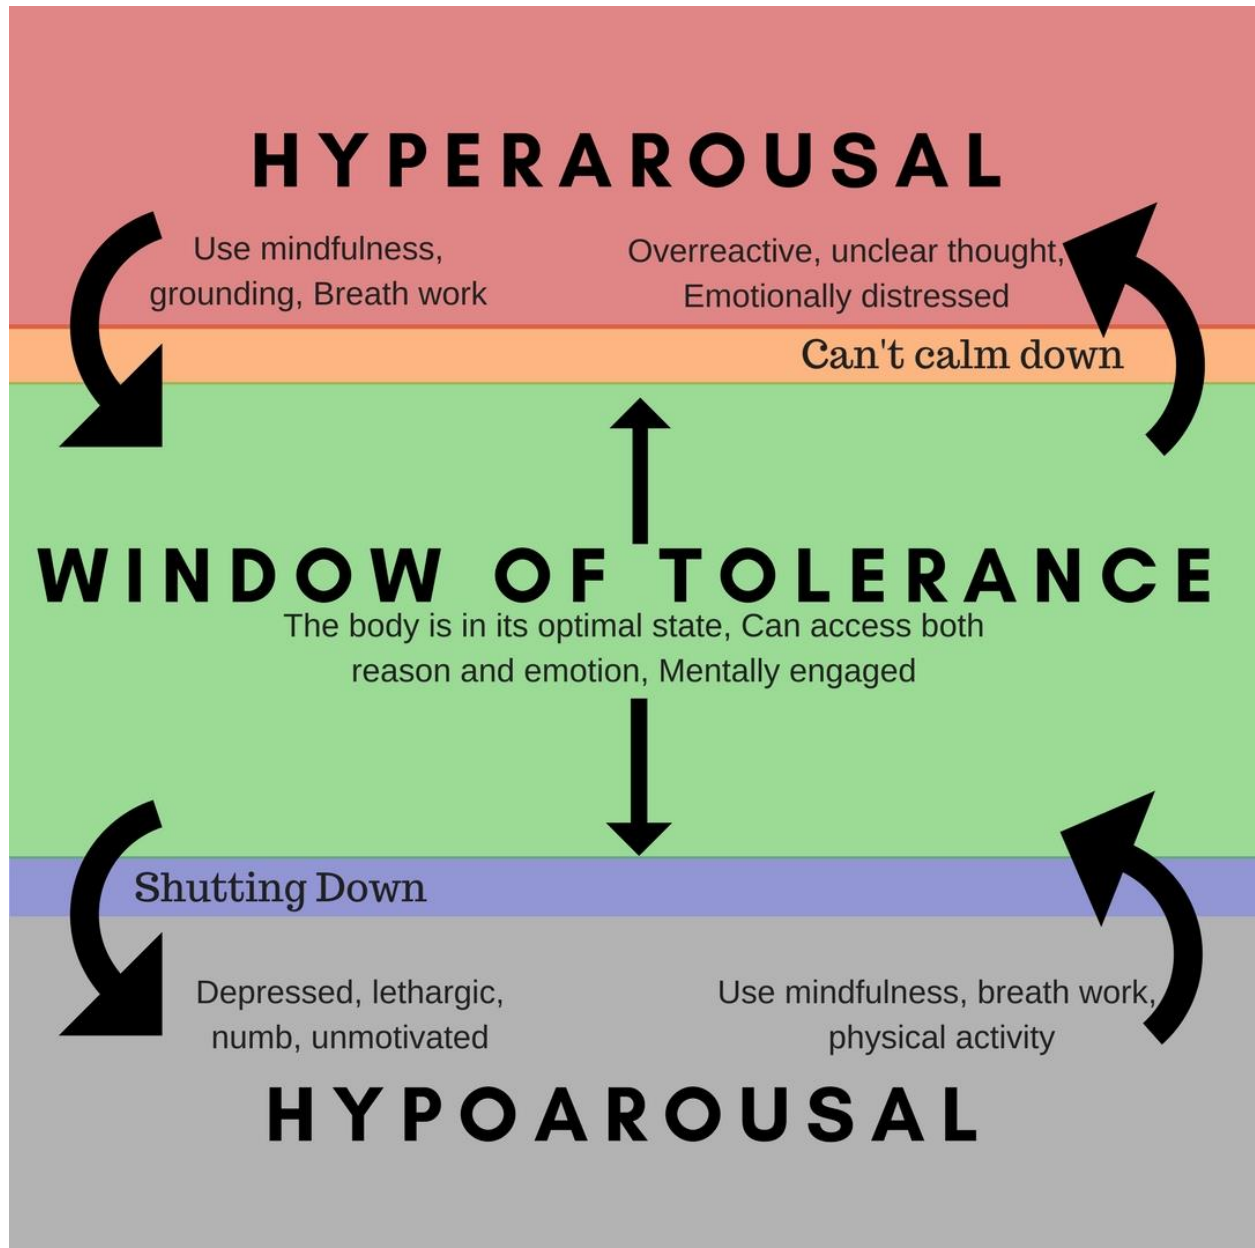 HYPERAROUSAL
Use mindfulness,
grounding, Breath work
Overreactive, unclear thought,
Emotionally distressed
Can't calm down
WINDOW OF TOLERANCE
The body is in its optimal state, Can access both
reason and emotion, Mentally engaged
Shutting Down
Depressed, lethargic,
numb, unmotivated
Use mindfulness, breath work,
physical activity
HYPOAROUSAL